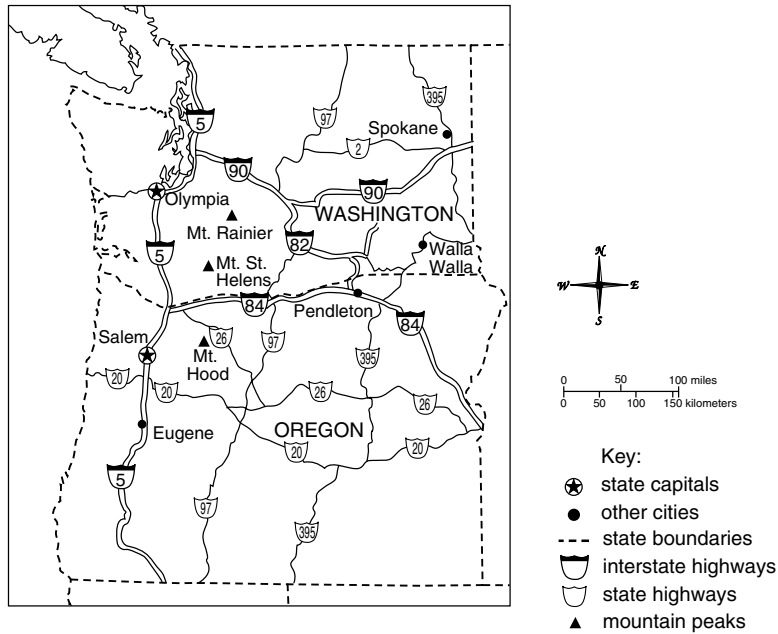 395
97
5
Spokane
2
90
90
Olympia
WASHINGTON
Mt. Rainier
82
5
Walla
Walla
Mt. St.
Helens
N
W
E
S
84
Pendleton
84
Salem
26
97
Mt.
Hood
395
20
20
26
26
0 50 100 miles
0 50 100 150 kilometers
Eugene
OREGON
20
20
5
97
395
Key:
state capitals
other cities
state boundaries
interstate highways
state highways
mountain peaks